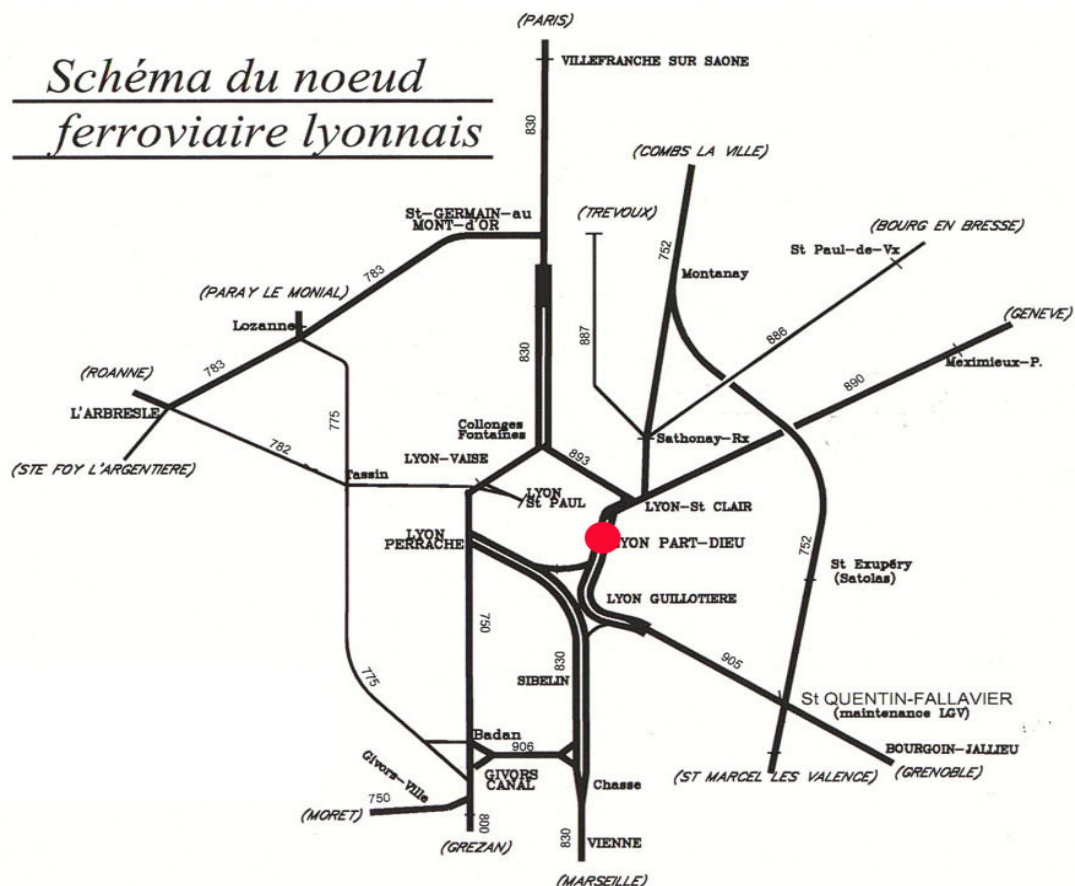 Schéma du noeud
ferroviaire lyonnais
(PARIS)
VILLEFRANCHE SUR SAONE
830
(COMBS LA VILLE)
St-GERMAIN-au
MONT-d'OR
(TREVOUX)
(BOURG EN BRESSE)
St Paul-de-Vx
752
783
Montanay
(PARAY LE MONIAL)
Lozanne
(GENEVE)
887
886
830
Meximieux-P.
(ROANNE)
783
890
L'ARBRESLE
775
Collonges
Fontaines
782
Sathonay-Rx
(STE FOY L'ARGENTIERE)
LYON-VAISE
893
Tassin
LYON
St PAUL
LYON-St CLAIR
LYON
PERRACHE
LYON PART-DIEU
752
St Exupéry
(Satolas)
LYON GUILLOTIERE
750
830
905
775
SIBELIN
St QUENTIN-FALLAVIER
(maintenance LGV)
Badan
906
BOURGOIN-JALLIEU
Givors-Ville
GIVORS
CANAL
Chasse
(ST MARCEL LES VALENCE)
(GRENOBLE)
750
(MORET)
800
830
VIENNE
(GREZAN)
(MARSEILLE)